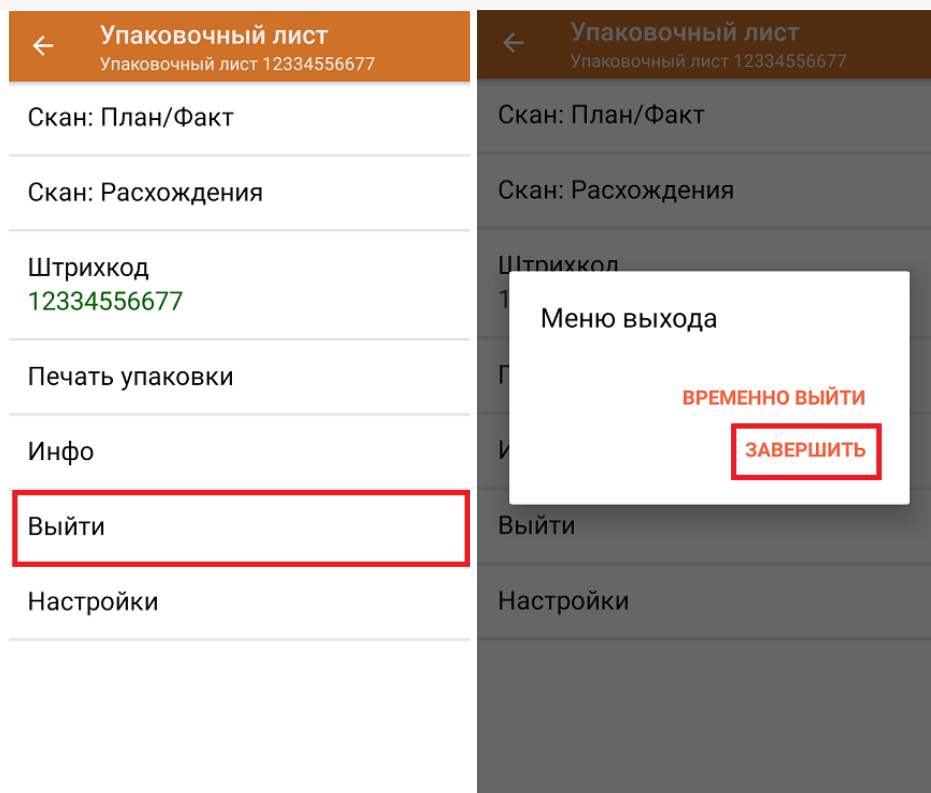 Упаковочный лист
Упаковочный лист 12334556677
Скан: План/Факт
Скан: Расхождения
Штрихкод
12334556677
Печать упаковки
Инфо
Выйти
Настройки
Упаковочный лист
Упаковочный лист 12334556677
Скан: План/Факт
Скан: Расхождения
Штрихкод
Меню выхода
ВРЕМЕННО ВЫЙТИ
ЗАВЕРШИТЬ
Выйти
Настройки